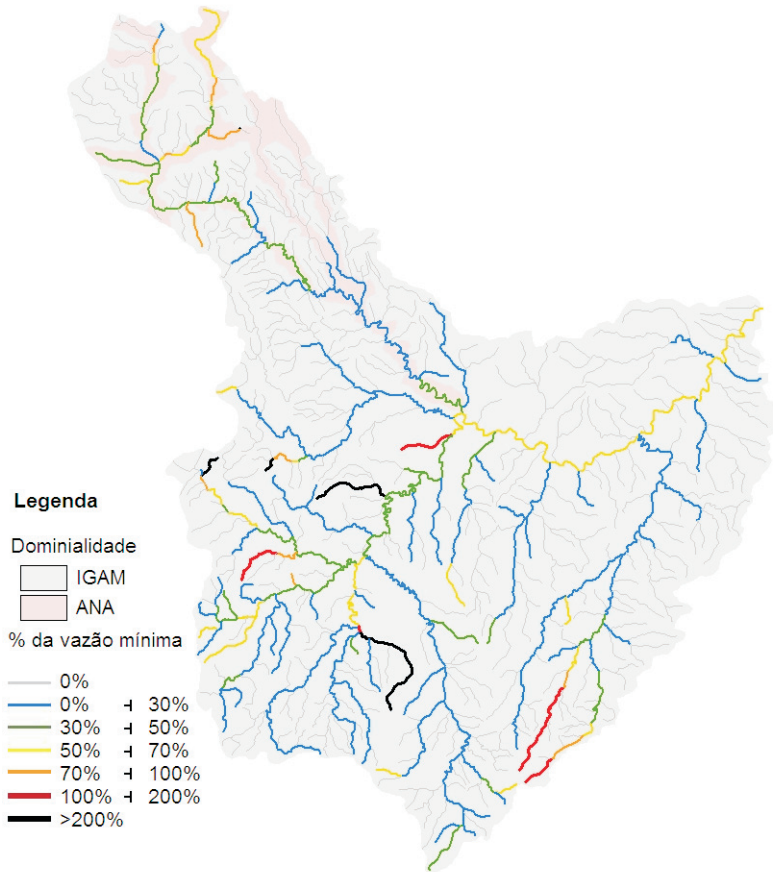 Legenda
Dominialidade
IGAM
ANA
% da vazão mínima
0%
0% ⫞ 30%
30% ⫞ 50%
50% ⫞ 70%
70% ⫞ 100%
100% ⫞ 200%
>200%